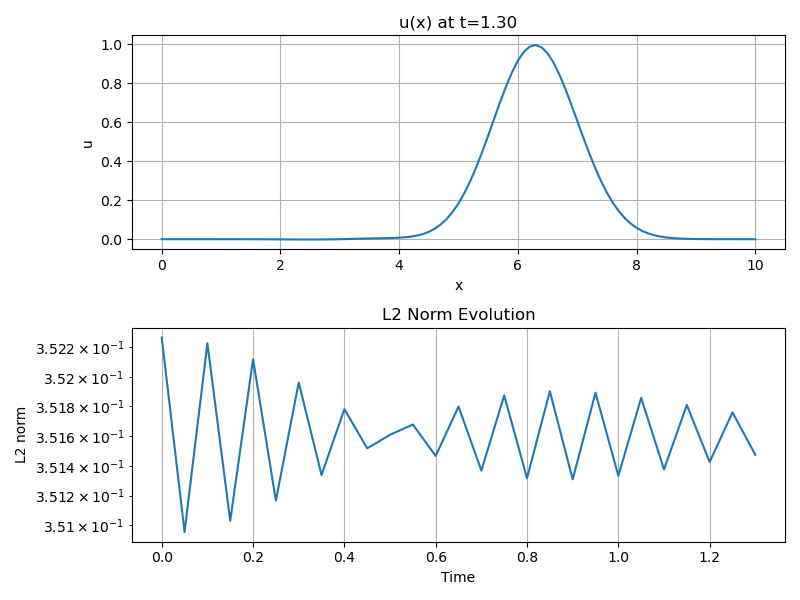 u(x) at t=1.30
1.0
0.8
0.6
0.4
0.2
0.0
u
0 2 4 6 8 10
x
L2 Norm Evolution
3.522 × 10⁻¹
3.52 × 10⁻¹
3.518 × 10⁻¹
3.516 × 10⁻¹
3.514 × 10⁻¹
3.512 × 10⁻¹
3.51 × 10⁻¹
L2 norm
0.0 0.2 0.4 0.6 0.8 1.0 1.2
Time